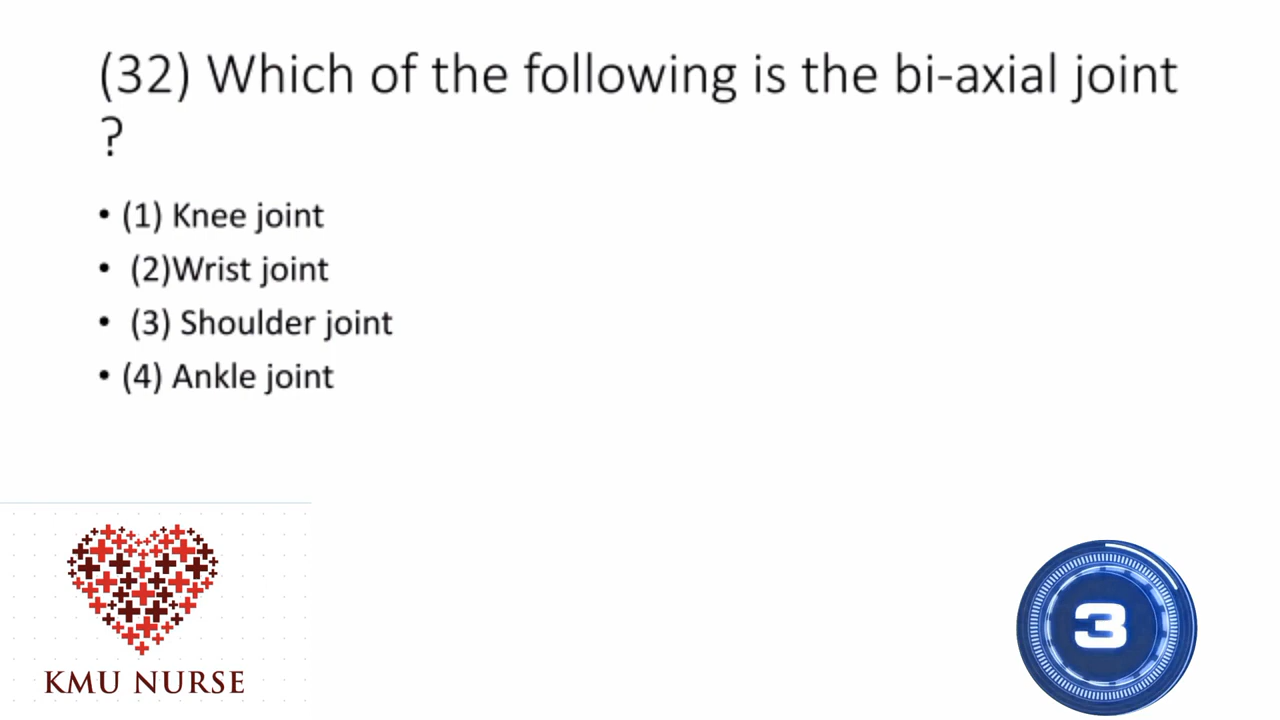 (32) Which of the following is the bi-axial joint
?
• (1) Knee joint
• (2)Wrist joint
• (3) Shoulder joint
• (4) Ankle joint
KMU NURSE
3